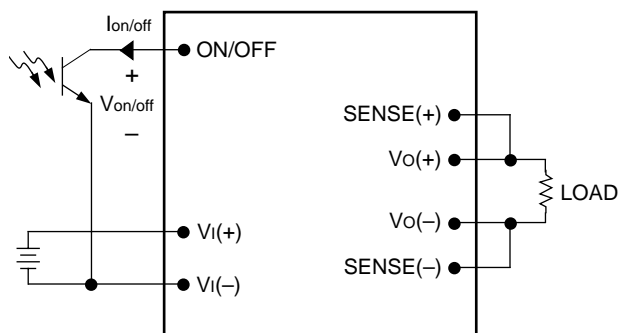 Ion/off
ON/OFF
+
Von/off
–
SENSE(+)
VO(+)
LOAD
VO(–)
SENSE(–)
VI(+)
VI(–)